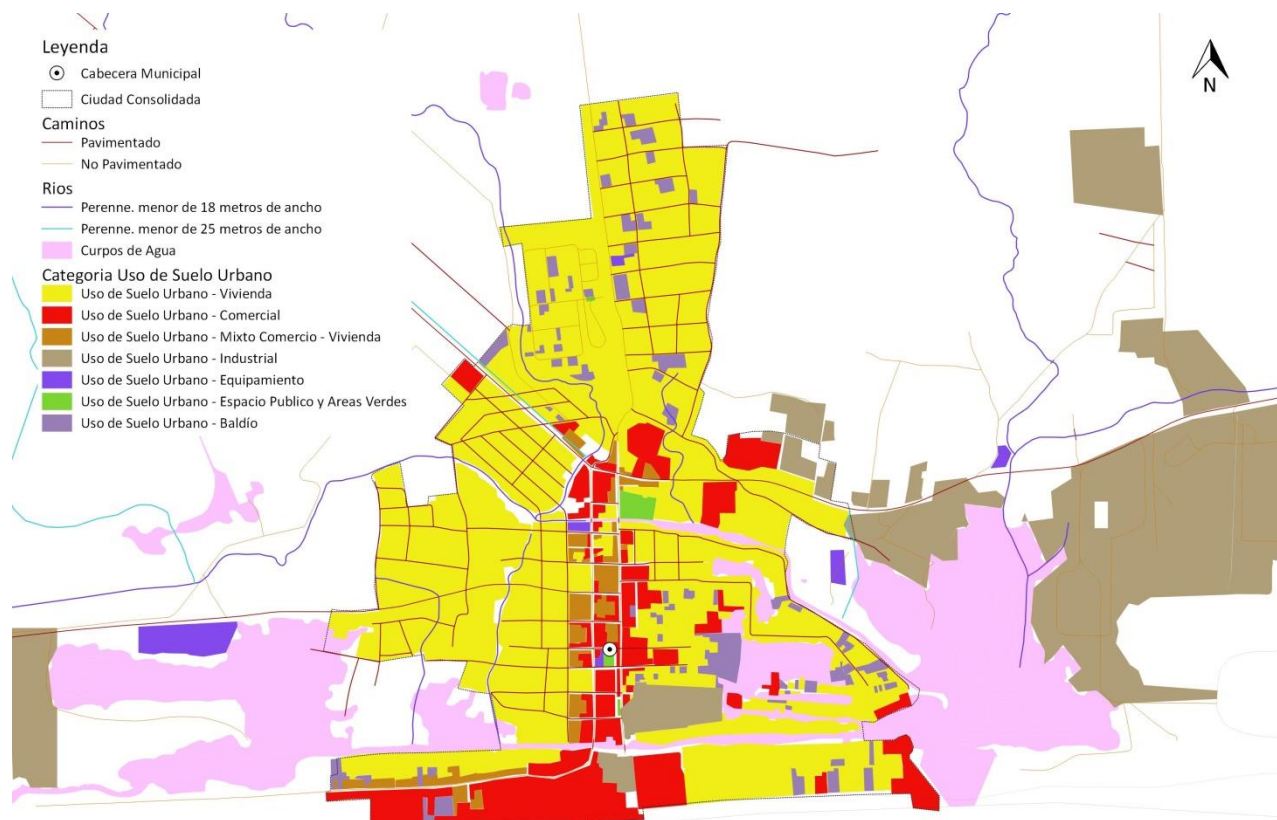 Leyenda
Cabecera Municipal
Ciudad Consolidada
Caminos
Pavimentado
No Pavimentado
Rios
Perenne. menor de 18 metros de ancho
Perenne. menor de 25 metros de ancho
Curpos de Agua
Categoria Uso de Suelo Urbano
Uso de Suelo Urbano - Vivienda
Uso de Suelo Urbano - Comercial
Uso de Suelo Urbano - Mixto Comercio - Vivienda
Uso de Suelo Urbano - Industrial
Uso de Suelo Urbano - Equipamiento
Uso de Suelo Urbano - Espacio Publico y Areas Verdes
Uso de Suelo Urbano - Baldío
N